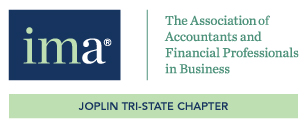 ima®
The Association of
Accountants and
Financial Professionals
in Business
JOPLIN TRI-STATE CHAPTER